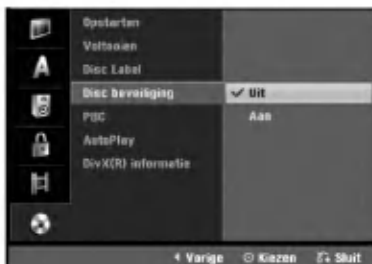 Opstarten
Voltooien
Disc Label
Disc beveiliging
✓ Uit
PBC
Aan
AutoPlay
DivX(R) informatie
A
Vorige
Kiezen
Sluit